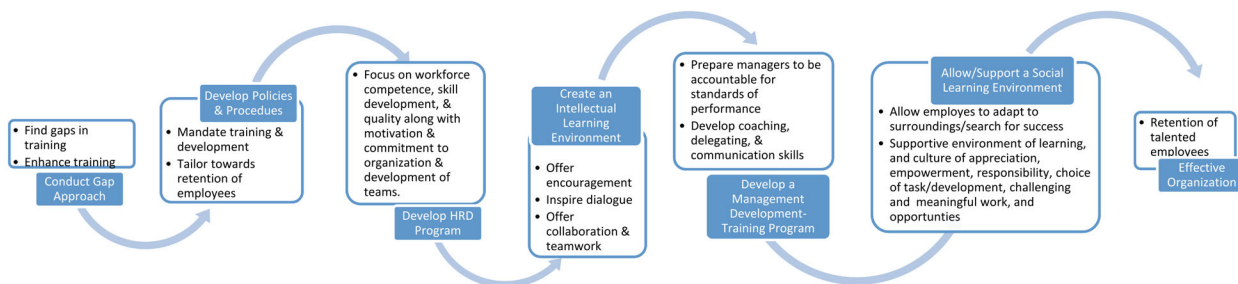 • Find gaps in
training
• Enhance training
Conduct Gap
Approach
Develop Policies
& Procedues
• Mandate training &
development
• Tailor towards
retention of
employees
• Focus on workforce
competence, skill
development, &
quality along with
motivation &
commitment to
organization &
development of
teams.
Develop HRD
Program
Create an
Intellectual Learning
Environment
• Offer
encouragement
• Inspire dialogue
• Offer
collaboration &
teamwork
• Prepare managers to be
accountable for
standards of
performance
• Develop coaching,
delegating, &
communication skills
Develop a
Management
Development-
Training Program
Allow/Support a Social
Learning Environment
• Allow employes to adapt to
surroundings/search for success
• Supportive environment of learning,
and culture of appreciation,
empowerment, responsibility, choice
of task/development, challenging
and meaningful work, and
opportunties
• Retention of
talented
employees
Effective
Organization